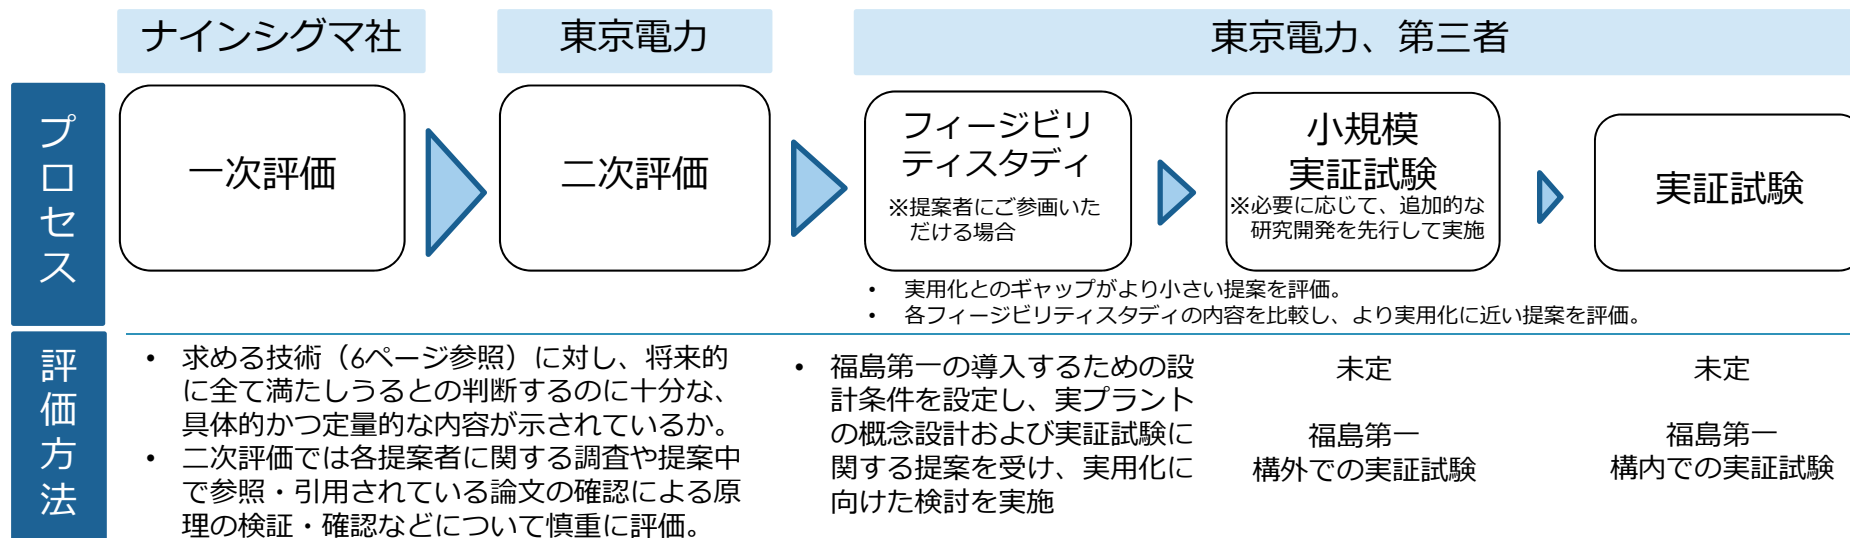 ナインシグマ社
東京電力
東京電力、第三者
プロセス
一次評価
二次評価
フィージビリ
ティスタディ
※提案者にご参画いた
だける場合
小規模
実証試験
※必要に応じて、追加的な
研究開発を先行して実施
実証試験
• 実用化とのギャップがより小さい提案を評価。
• 各フィージビリティスタディの内容を比較し、より実用化に近い提案を評価。
評価方法
• 求める技術（6ページ参照）に対し、将来的
に全て満たしうるとの判断するのに十分な、
具体的かつ定量的な内容が示されているか。
• 二次評価では各提案者に関する調査や提案中
で参照・引用されている論文の確認による原
理の検証・確認などについて慎重に評価。
• 福島第一の導入するための設
計条件を設定し、実プラント
の概念設計および実証試験に
関する提案を受け、実用化に
向けた検討を実施
未定
福島第一
構外での実証試験
未定
福島第一
構内での実証試験